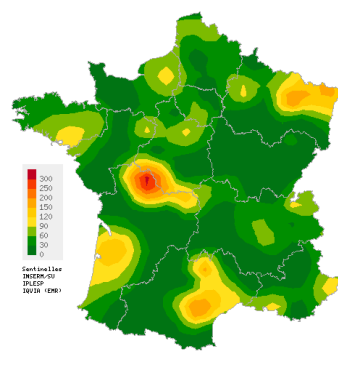 300
250
200
150
120
90
60
30
0
Sentinelles
INSERM/SU
IPLESP
IQVIA (EMR)